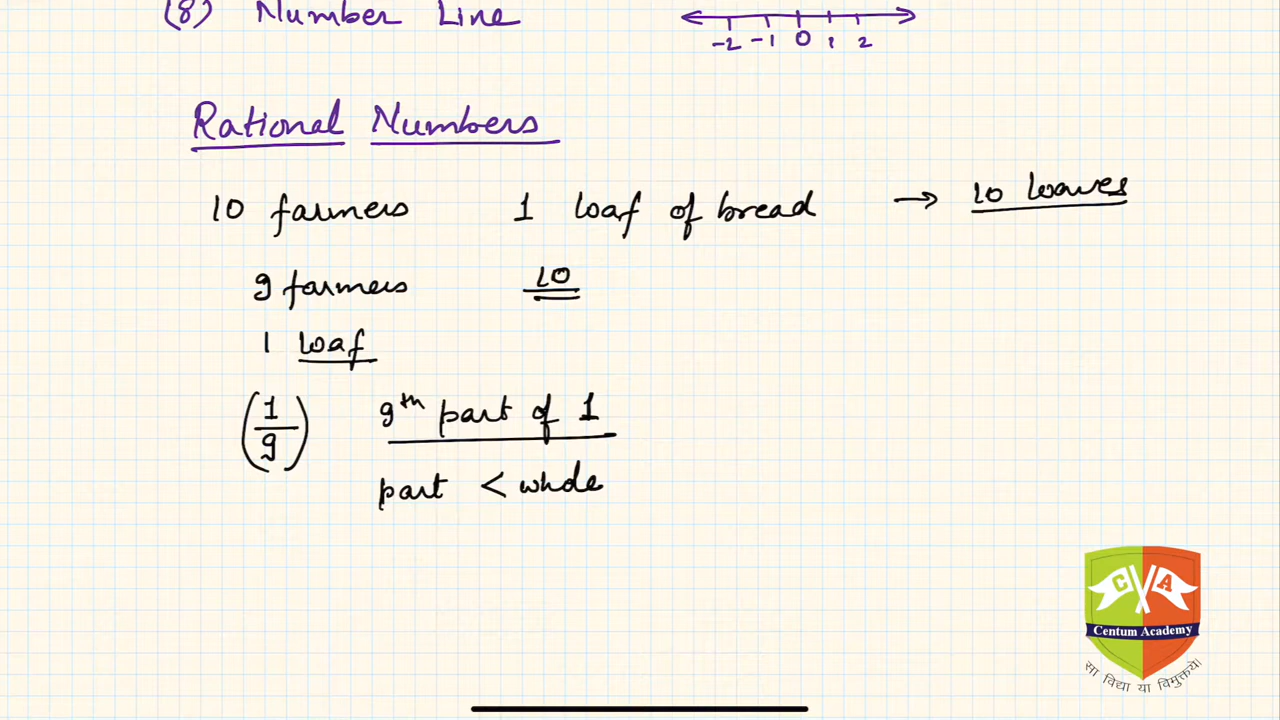 (8) Number Line
-2 -1 0 1 2
Rational Numbers
10 farmers 1 loaf of bread → 10 loaves
9 farmers 10
1 loaf
(1/9) 9th part of 1
part < whole
C A
Centum Academy
सा विद्या या विमुक्तये।